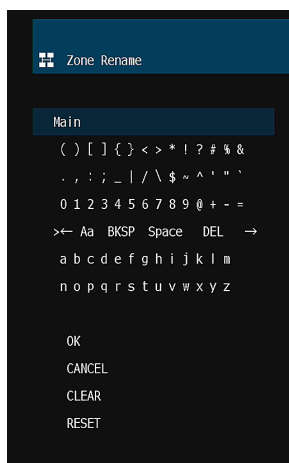 Zone Rename
Main
( ) [ ] { } < > * ! ? # % &
. , : ; _ | / \ $ ~ ^ ' " `
0 1 2 3 4 5 6 7 8 9 @ + - =
>← Aa BKSP Space DEL →
a b c d e f g h i j k l m
n o p q r s t u v w x y z
OK
CANCEL
CLEAR
RESET